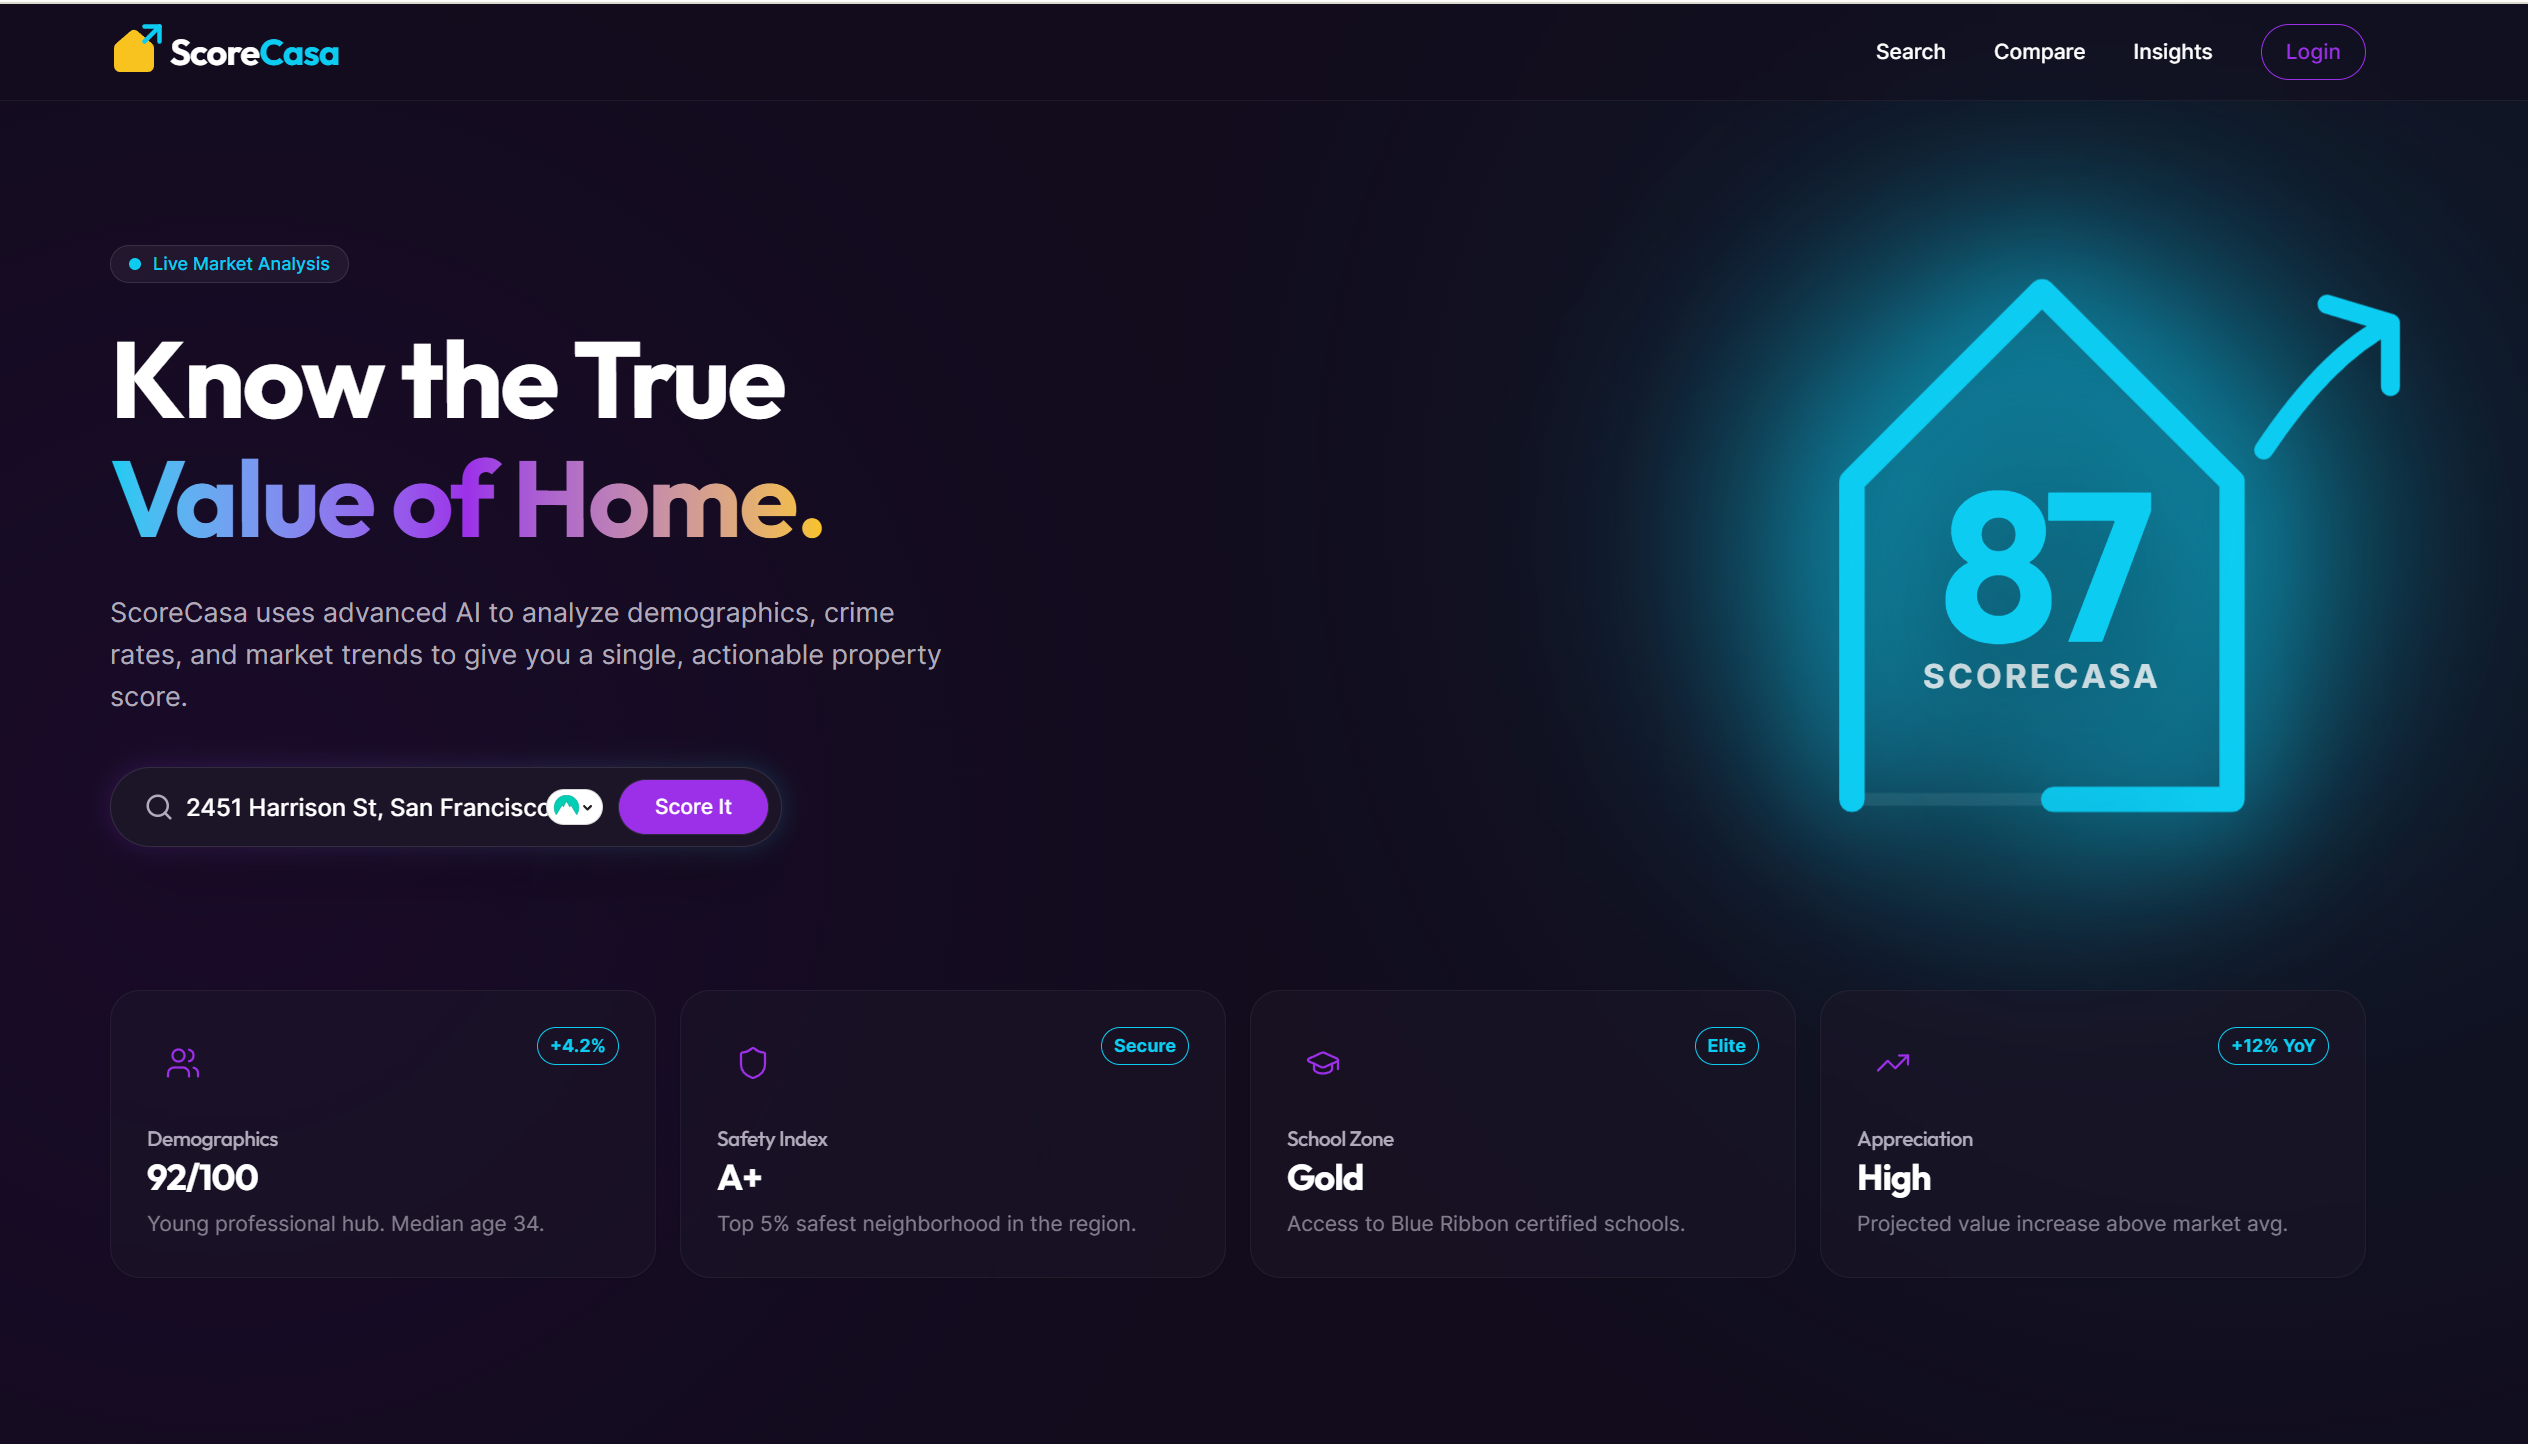 ScoreCasa
Search
Compare
Insights
Login
Live Market Analysis
Know the True
Value of Home.
ScoreCasa uses advanced AI to analyze demographics, crime
rates, and market trends to give you a single, actionable property
score.
2451 Harrison St, San Francisco
Score It
87
SCORECASA
+4.2%
Demographics
92/100
Young professional hub. Median age 34.
Secure
Safety Index
A+
Top 5% safest neighborhood in the region.
Elite
School Zone
Gold
Access to Blue Ribbon certified schools.
+12% YoY
Appreciation
High
Projected value increase above market avg.